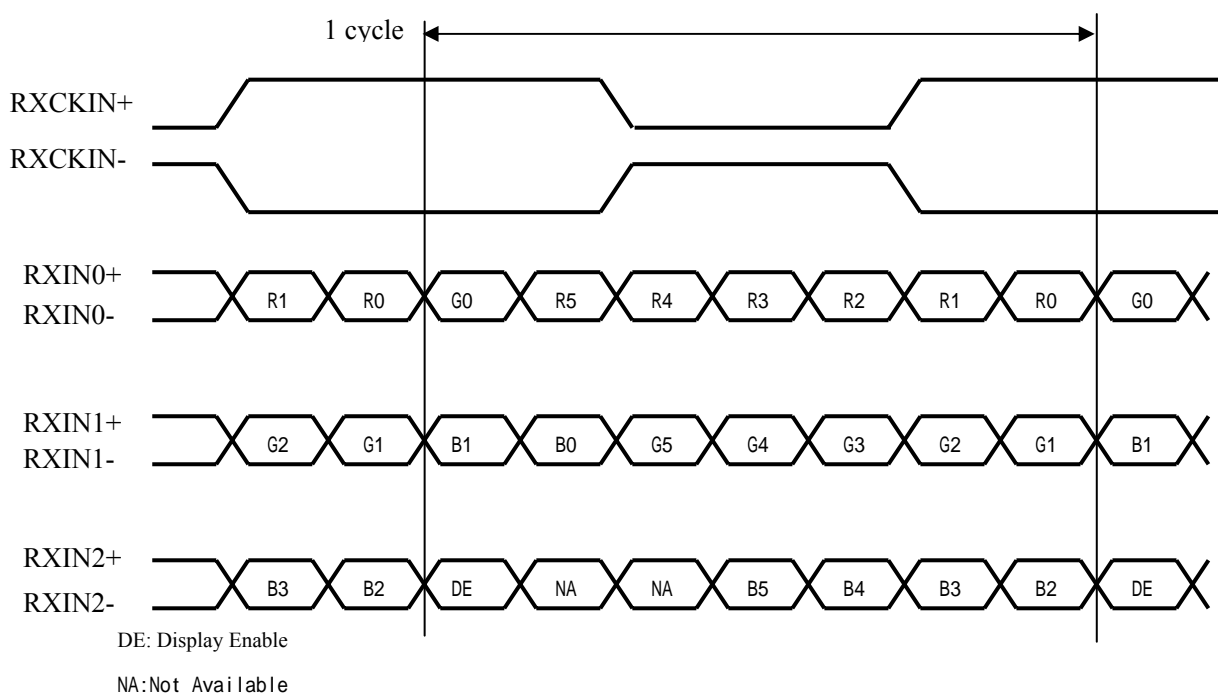 1 cycle
RXCKIN+
RXCKIN-
RXIN0+
RXIN0-
R1 R0 G0 R5 R4 R3 R2 R1 R0 G0
RXIN1+
RXIN1-
G2 G1 B1 B0 G5 G4 G3 G2 G1 B1
RXIN2+
RXIN2-
B3 B2 DE NA NA B5 B4 B3 B2 DE
DE: Display Enable
NA:Not Available